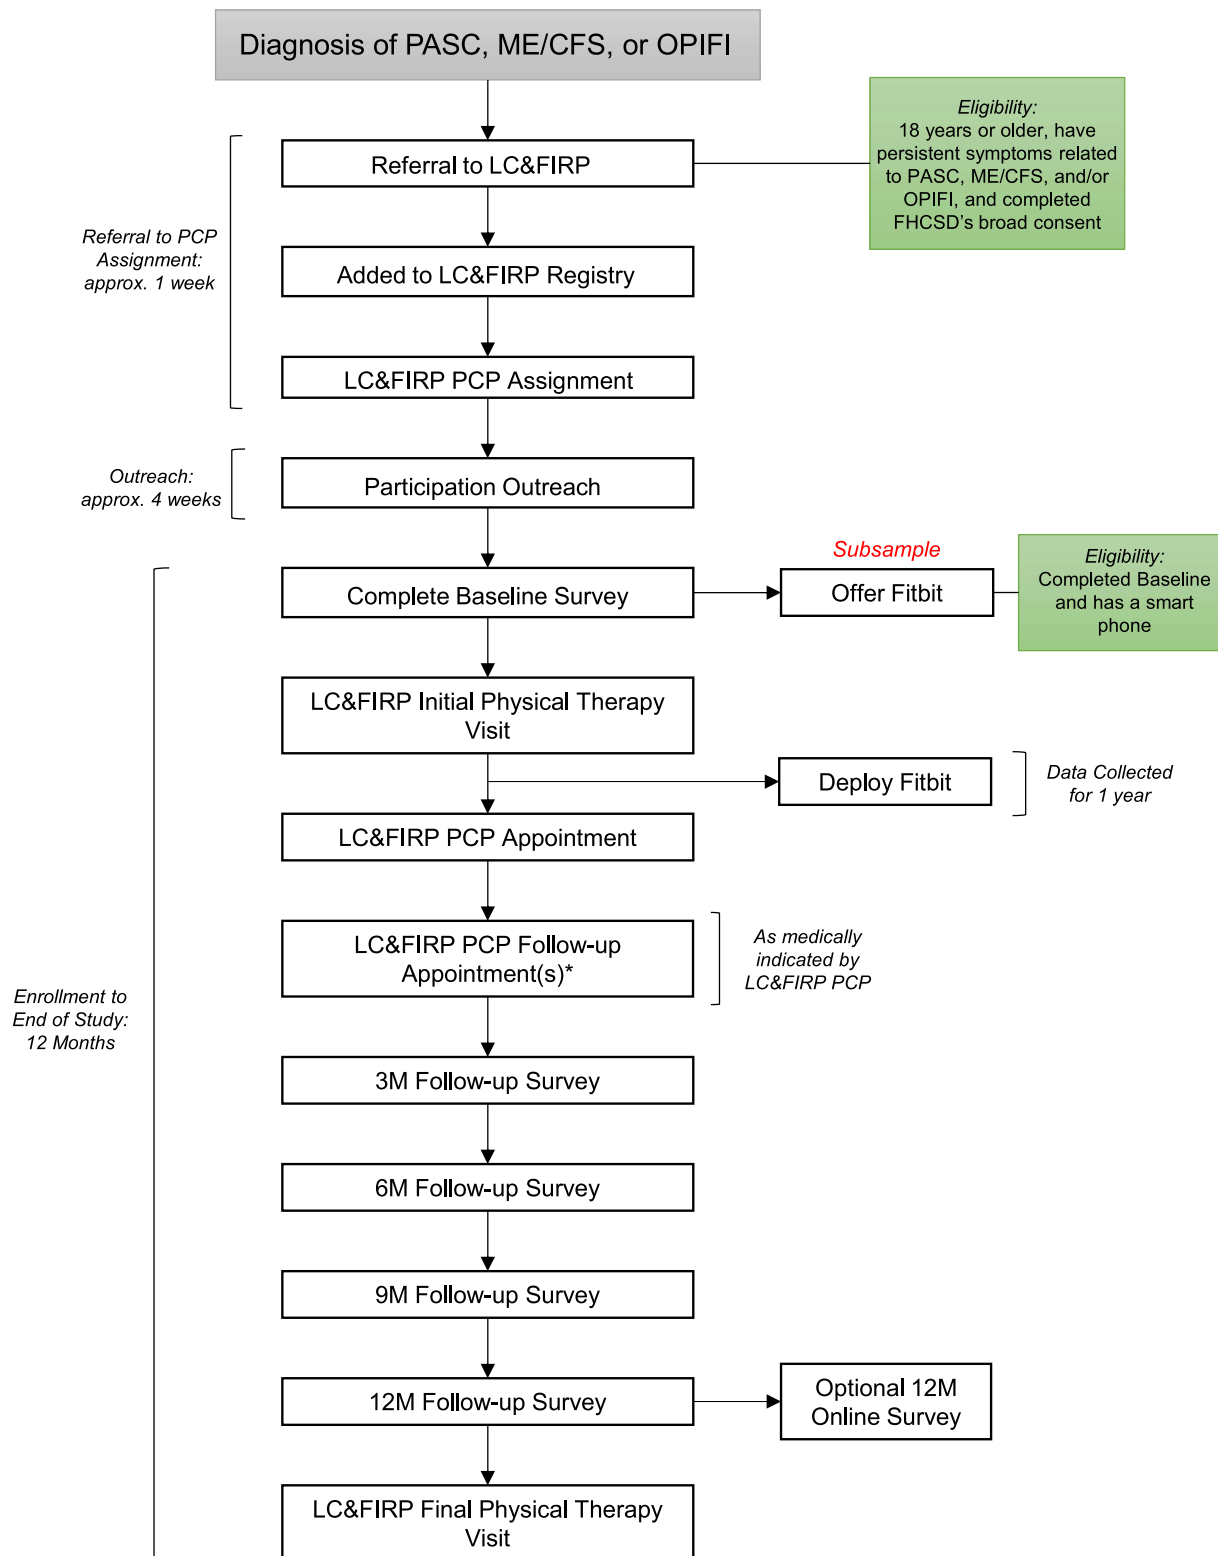 Diagnosis of PASC, ME/CFS, or OPIFI
Eligibility:
18 years or older, have
persistent symptoms related
to PASC, ME/CFS, and/or
OPIFI, and completed
FHCSD's broad consent
Referral to LC&FIRP
Referral to PCP
Assignment:
approx. 1 week
Added to LC&FIRP Registry
LC&FIRP PCP Assignment
Outreach:
approx. 4 weeks
Participation Outreach
Subsample
Complete Baseline Survey
Offer Fitbit
Eligibility:
Completed Baseline
and has a smart
phone
LC&FIRP Initial Physical Therapy
Visit
Deploy Fitbit
Data Collected
for 1 year
LC&FIRP PCP Appointment
LC&FIRP PCP Follow-up
Appointment(s)*
As medically
indicated by
LC&FIRP PCP
Enrollment to
End of Study:
12 Months
3M Follow-up Survey
6M Follow-up Survey
9M Follow-up Survey
12M Follow-up Survey
Optional 12M
Online Survey
LC&FIRP Final Physical Therapy
Visit